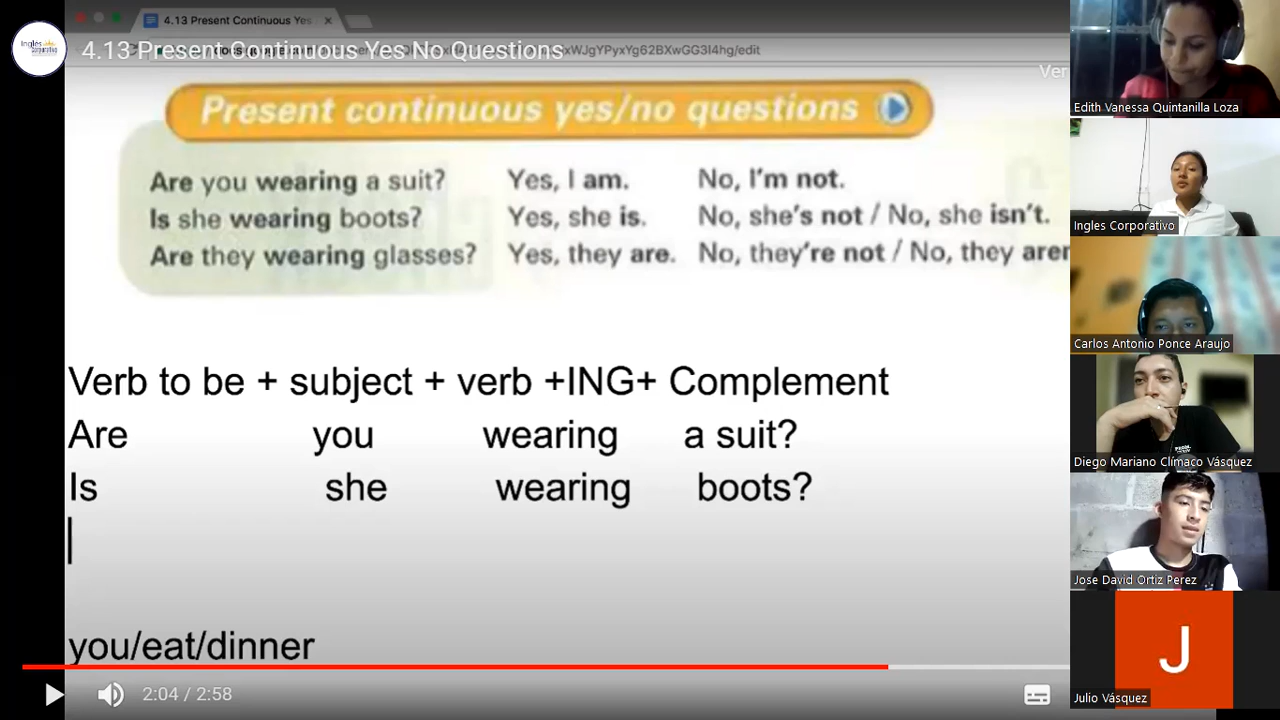 4.13 Present Continuous Yes
4.13 Present Continuous Yes No Questions
xWJgYPyxYg62BXwGG3I4hg/edit
Ver
Present continuous yes/no questions
Are you wearing a suit? Yes, I am. No, I'm not.
Is she wearing boots? Yes, she is. No, she's not / No, she isn't.
Are they wearing glasses? Yes, they are. No, they're not / No, they aren
Verb to be + subject + verb +ING+ Complement
Are you wearing a suit?
Is she wearing boots?
you/eat/dinner
2:04 / 2:58
Edith Vanessa Quintanilla Loza
Ingles Corporativo
Carlos Antonio Ponce Araujo
Diego Mariano Clímaco Vásquez
Jose David Ortiz Perez
J
Julio Vásquez